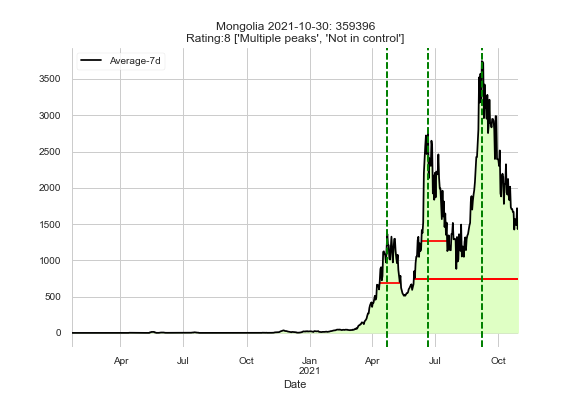 Mongolia 2021-10-30: 359396
Rating:8 ['Multiple peaks', 'Not in control']
Average-7d
3500
3000
2500
2000
1500
1000
500
0
Apr Jul Oct Jan Apr Jul Oct
2021
Date